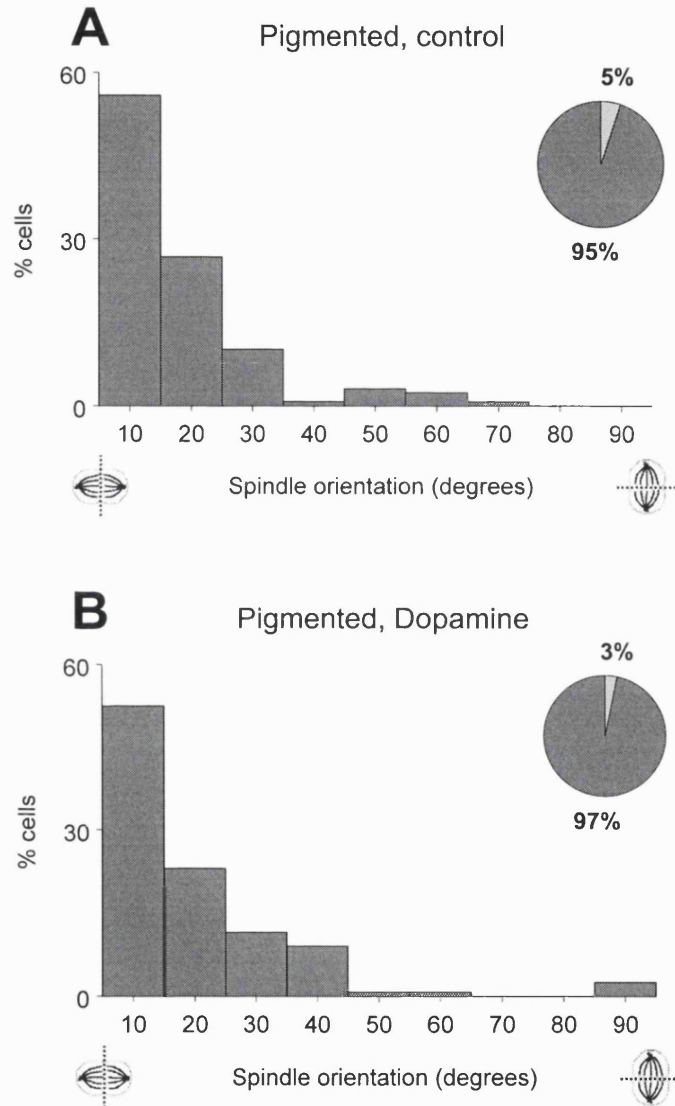 A
Pigmented, control
60
30
0
% cells
5%
95%
10 20 30 40 50 60 70 80 90
Spindle orientation (degrees)
B
Pigmented, Dopamine
60
30
0
% cells
3%
97%
10 20 30 40 50 60 70 80 90
Spindle orientation (degrees)